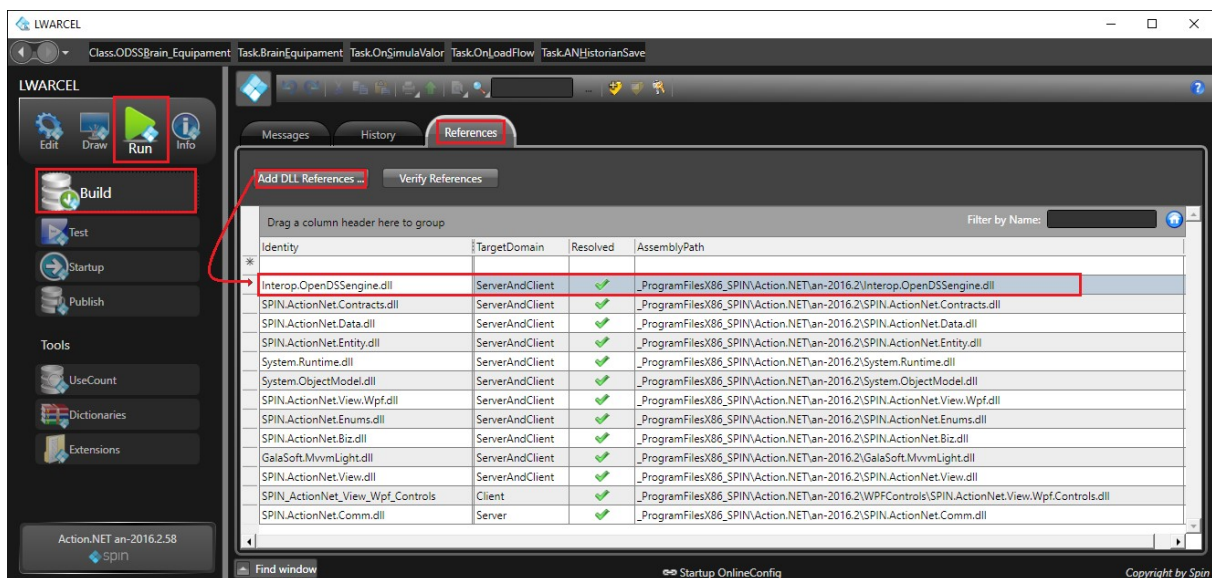 LWARCEL
Class.ODSSBrain_Equipament Task.BrainEquipament Task.OnSimulaValor Task.OnLoadFlow Task.ANHistorianSave
LWARCEL
Edit Draw Run Info
Build
Test
Startup
Publish
Tools
UseCount
Dictionaries
Extensions
Action.NET an-2016.2.58
spin
...
?
Messages History References
Add DLL References ... Verify References
Drag a column header here to group Filter by Name:
Identity TargetDomain Resolved AssemblyPath
*
Interop.OpenDSSengine.dll ServerAndClient _ProgramFilesX86_SPIN\Action.NET\an-2016.2\Interop.OpenDSSengine.dll
SPIN.ActionNet.Contracts.dll ServerAndClient _ProgramFilesX86_SPIN\Action.NET\an-2016.2\SPIN.ActionNet.Contracts.dll
SPIN.ActionNet.Data.dll ServerAndClient _ProgramFilesX86_SPIN\Action.NET\an-2016.2\SPIN.ActionNet.Data.dll
SPIN.ActionNet.Entity.dll ServerAndClient _ProgramFilesX86_SPIN\Action.NET\an-2016.2\SPIN.ActionNet.Entity.dll
System.Runtime.dll ServerAndClient _ProgramFilesX86_SPIN\Action.NET\an-2016.2\System.Runtime.dll
System.ObjectModel.dll ServerAndClient _ProgramFilesX86_SPIN\Action.NET\an-2016.2\System.ObjectModel.dll
SPIN.ActionNet.View.Wpf.dll ServerAndClient _ProgramFilesX86_SPIN\Action.NET\an-2016.2\SPIN.ActionNet.View.Wpf.dll
SPIN.ActionNet.Enums.dll ServerAndClient _ProgramFilesX86_SPIN\Action.NET\an-2016.2\SPIN.ActionNet.Enums.dll
SPIN.ActionNet.Biz.dll ServerAndClient _ProgramFilesX86_SPIN\Action.NET\an-2016.2\SPIN.ActionNet.Biz.dll
GalaSoft.MvvmLight.dll ServerAndClient _ProgramFilesX86_SPIN\Action.NET\an-2016.2\GalaSoft.MvvmLight.dll
SPIN.ActionNet.View.dll ServerAndClient _ProgramFilesX86_SPIN\Action.NET\an-2016.2\SPIN.ActionNet.View.dll
SPIN_ActionNet_View_Wpf_Controls Client _ProgramFilesX86_SPIN\Action.NET\an-2016.2\WPFControls\SPIN.ActionNet.View.Wpf.Controls.dll
SPIN.ActionNet.Comm.dll Server _ProgramFilesX86_SPIN\Action.NET\an-2016.2\SPIN.ActionNet.Comm.dll
Find window Startup OnlineConfig Copyright by Spin